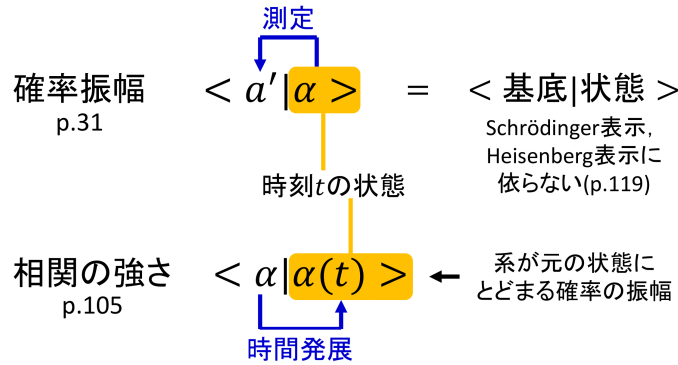 測定
確率振幅 < a′|α > = < 基底|状態 >
p.31
Schrödinger表示,
Heisenberg表示に
依らない(p.119)
時刻tの状態
相関の強さ < α|α(t) > ←
p.105
系が元の状態に
とどまる確率の振幅
時間発展